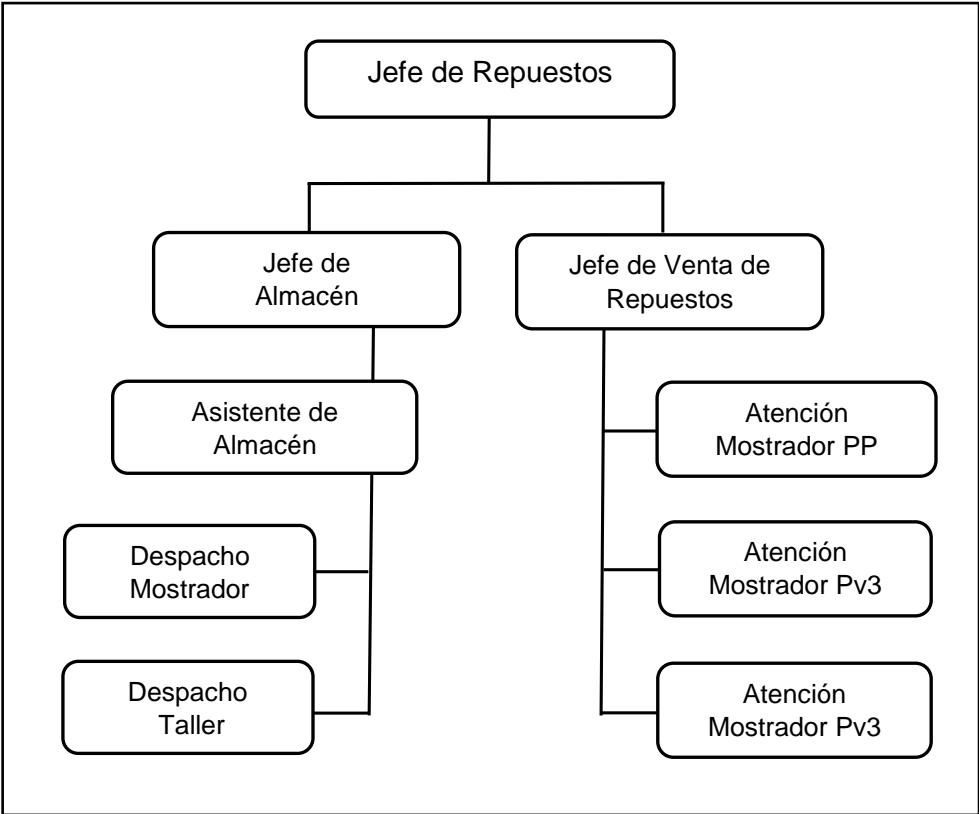 Jefe de Repuestos
Jefe de
Almacén
Jefe de Venta de
Repuestos
Asistente de
Almacén
Atención
Mostrador PP
Despacho
Mostrador
Atención
Mostrador Pv3
Despacho
Taller
Atención
Mostrador Pv3